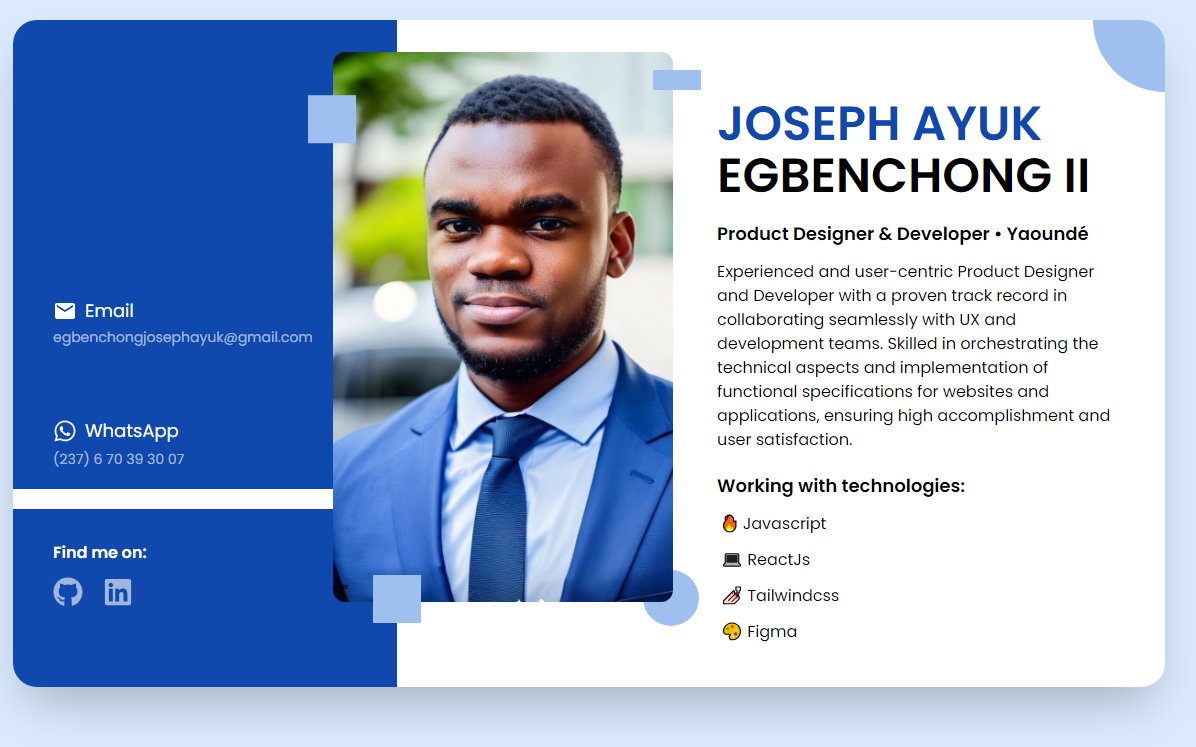 Email
egbenchongjosephayuk@gmail.com
WhatsApp
(237) 6 70 39 30 07
Find me on:
in
JOSEPH AYUK
EGBENCHONG II
Product Designer & Developer • Yaoundé
Experienced and user-centric Product Designer
and Developer with a proven track record in
collaborating seamlessly with UX and
development teams. Skilled in orchestrating the
technical aspects and implementation of
functional specifications for websites and
applications, ensuring high accomplishment and
user satisfaction.
Working with technologies:
🔥 Javascript
💻 ReactJs
💅 Tailwindcss
🎨 Figma